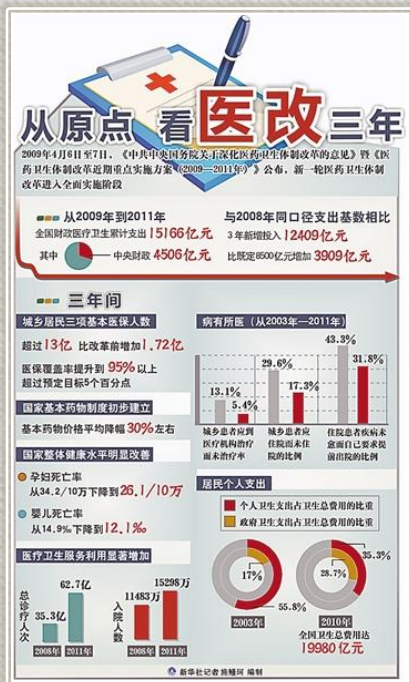 从原点 看医改三年
2009年4月6日至7日，《中共中央国务院关于深化医药卫生体制改革的意见》暨《医
药卫生体制改革近期重点实施方案（2009—2011年）》公布，新一轮医药卫生体制
改革进入全面实施阶段
从2009年到2011年
全国财政医疗卫生累计支出 15166亿元
其中 中央财政 4506亿元
与2008年同口径支出基数相比
3年新增投入 12409亿元
比既定8500亿元增加 3909亿元
三年间
城乡居民三项基本医保人数
超过13亿 比改革前增加1.72亿
医保覆盖率提升到 95%以上
超过预定目标5个百分点
国家基本药物制度初步建立
基本药物价格平均降幅30%左右
国家整体健康水平明显改善
孕妇死亡率
从34.2/10万下降到26.1/10万
婴儿死亡率
从14.9‰下降到12.1‰
医疗卫生服务利用显著增加
总诊疗人次
35.3亿
62.7亿
2008年 2011年
入院人数
11483万
15298万
2008年 2011年
病有所医（从2003年—2011年）
13.1%
5.4%
29.6%
17.3%
43.3%
31.8%
城乡患者应到
医疗机构治疗
而未治疗率
城乡患者应
住院而未住
院的比例
住院患者疾病未
愈而自己要求提
前出院的比例
居民个人支出
个人卫生支出占卫生总费用的比重
政府卫生支出占卫生总费用的比重
17%
55.8%
2003年
28.7%
35.3%
2010年
全国卫生总费用达
19980亿元
新华社记者 施鳗珂 编制